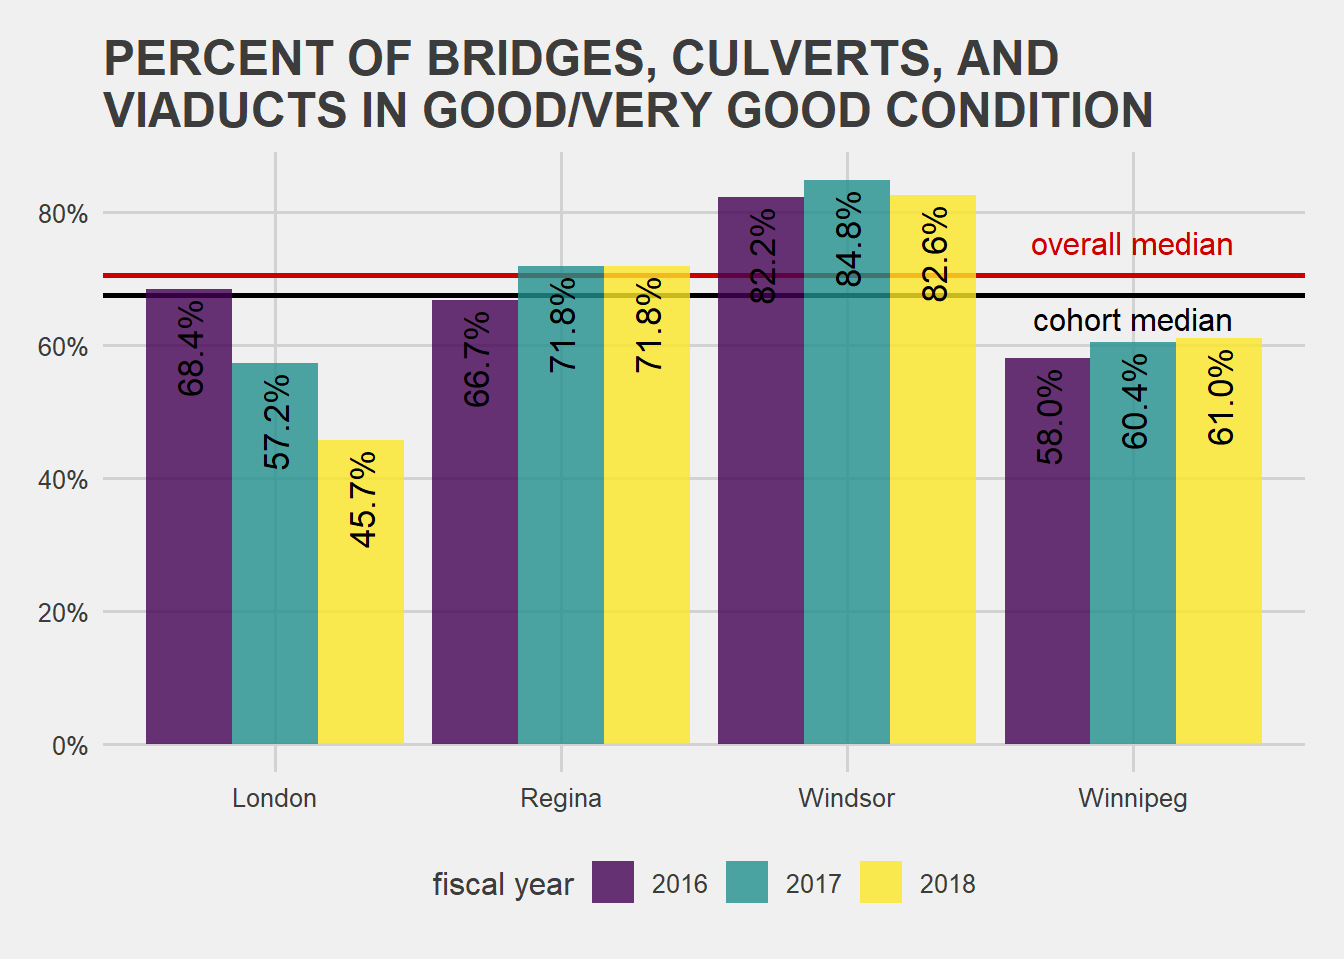 PERCENT OF BRIDGES, CULVERTS, AND
VIADUCTS IN GOOD/VERY GOOD CONDITION
80%
60%
40%
20%
0%
overall median
cohort median
68.4%
57.2%
45.7%
66.7%
71.8%
71.8%
82.2%
84.8%
82.6%
58.0%
60.4%
61.0%
London
Regina
Windsor
Winnipeg
fiscal year
2016
2017
2018